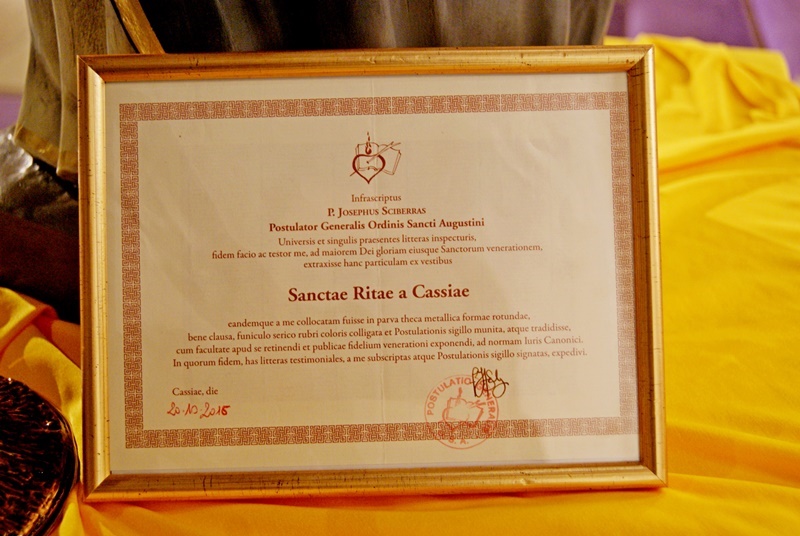 Infrascriptus
P. Josephus Sciberras
Postulator Generalis Ordinis Sancti Augustini
Universis et singulis praesentes litteras inspecturis,
fidem facio ac testor me, ad maiorem Dei gloriam eiusque Sanctorum venerationem,
extraxisse hanc particulam ex vestibus
Sanctae Ritae a Cassiae
eandemque a me collocatam fuisse in parva theca metallica formae rotundae,
bene clausa, funiculo serico rubri coloris colligata et Postulationis sigillo munita, atque tradidisse,
cum facultate apud se retinendi et publicae fidelium venerationi exponendi, ad normam Iuris Canonici.
In quorum fidem, has litteras testimoniales, a me subscriptas atque Postulationis sigillo signatas, expedivi.
Cassiae, die
POSTULATIO